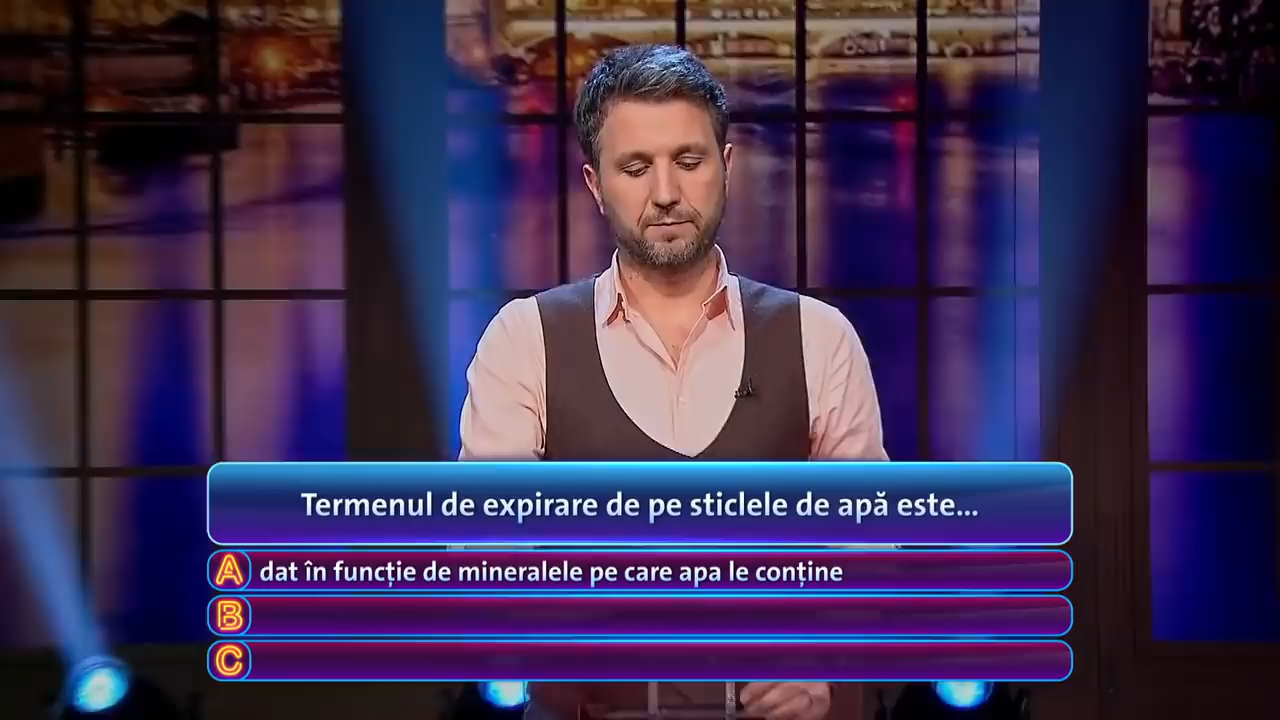 Termenul de expirare de pe sticlele de apă este...
A dat în funcție de mineralele pe care apa le conține
B
C